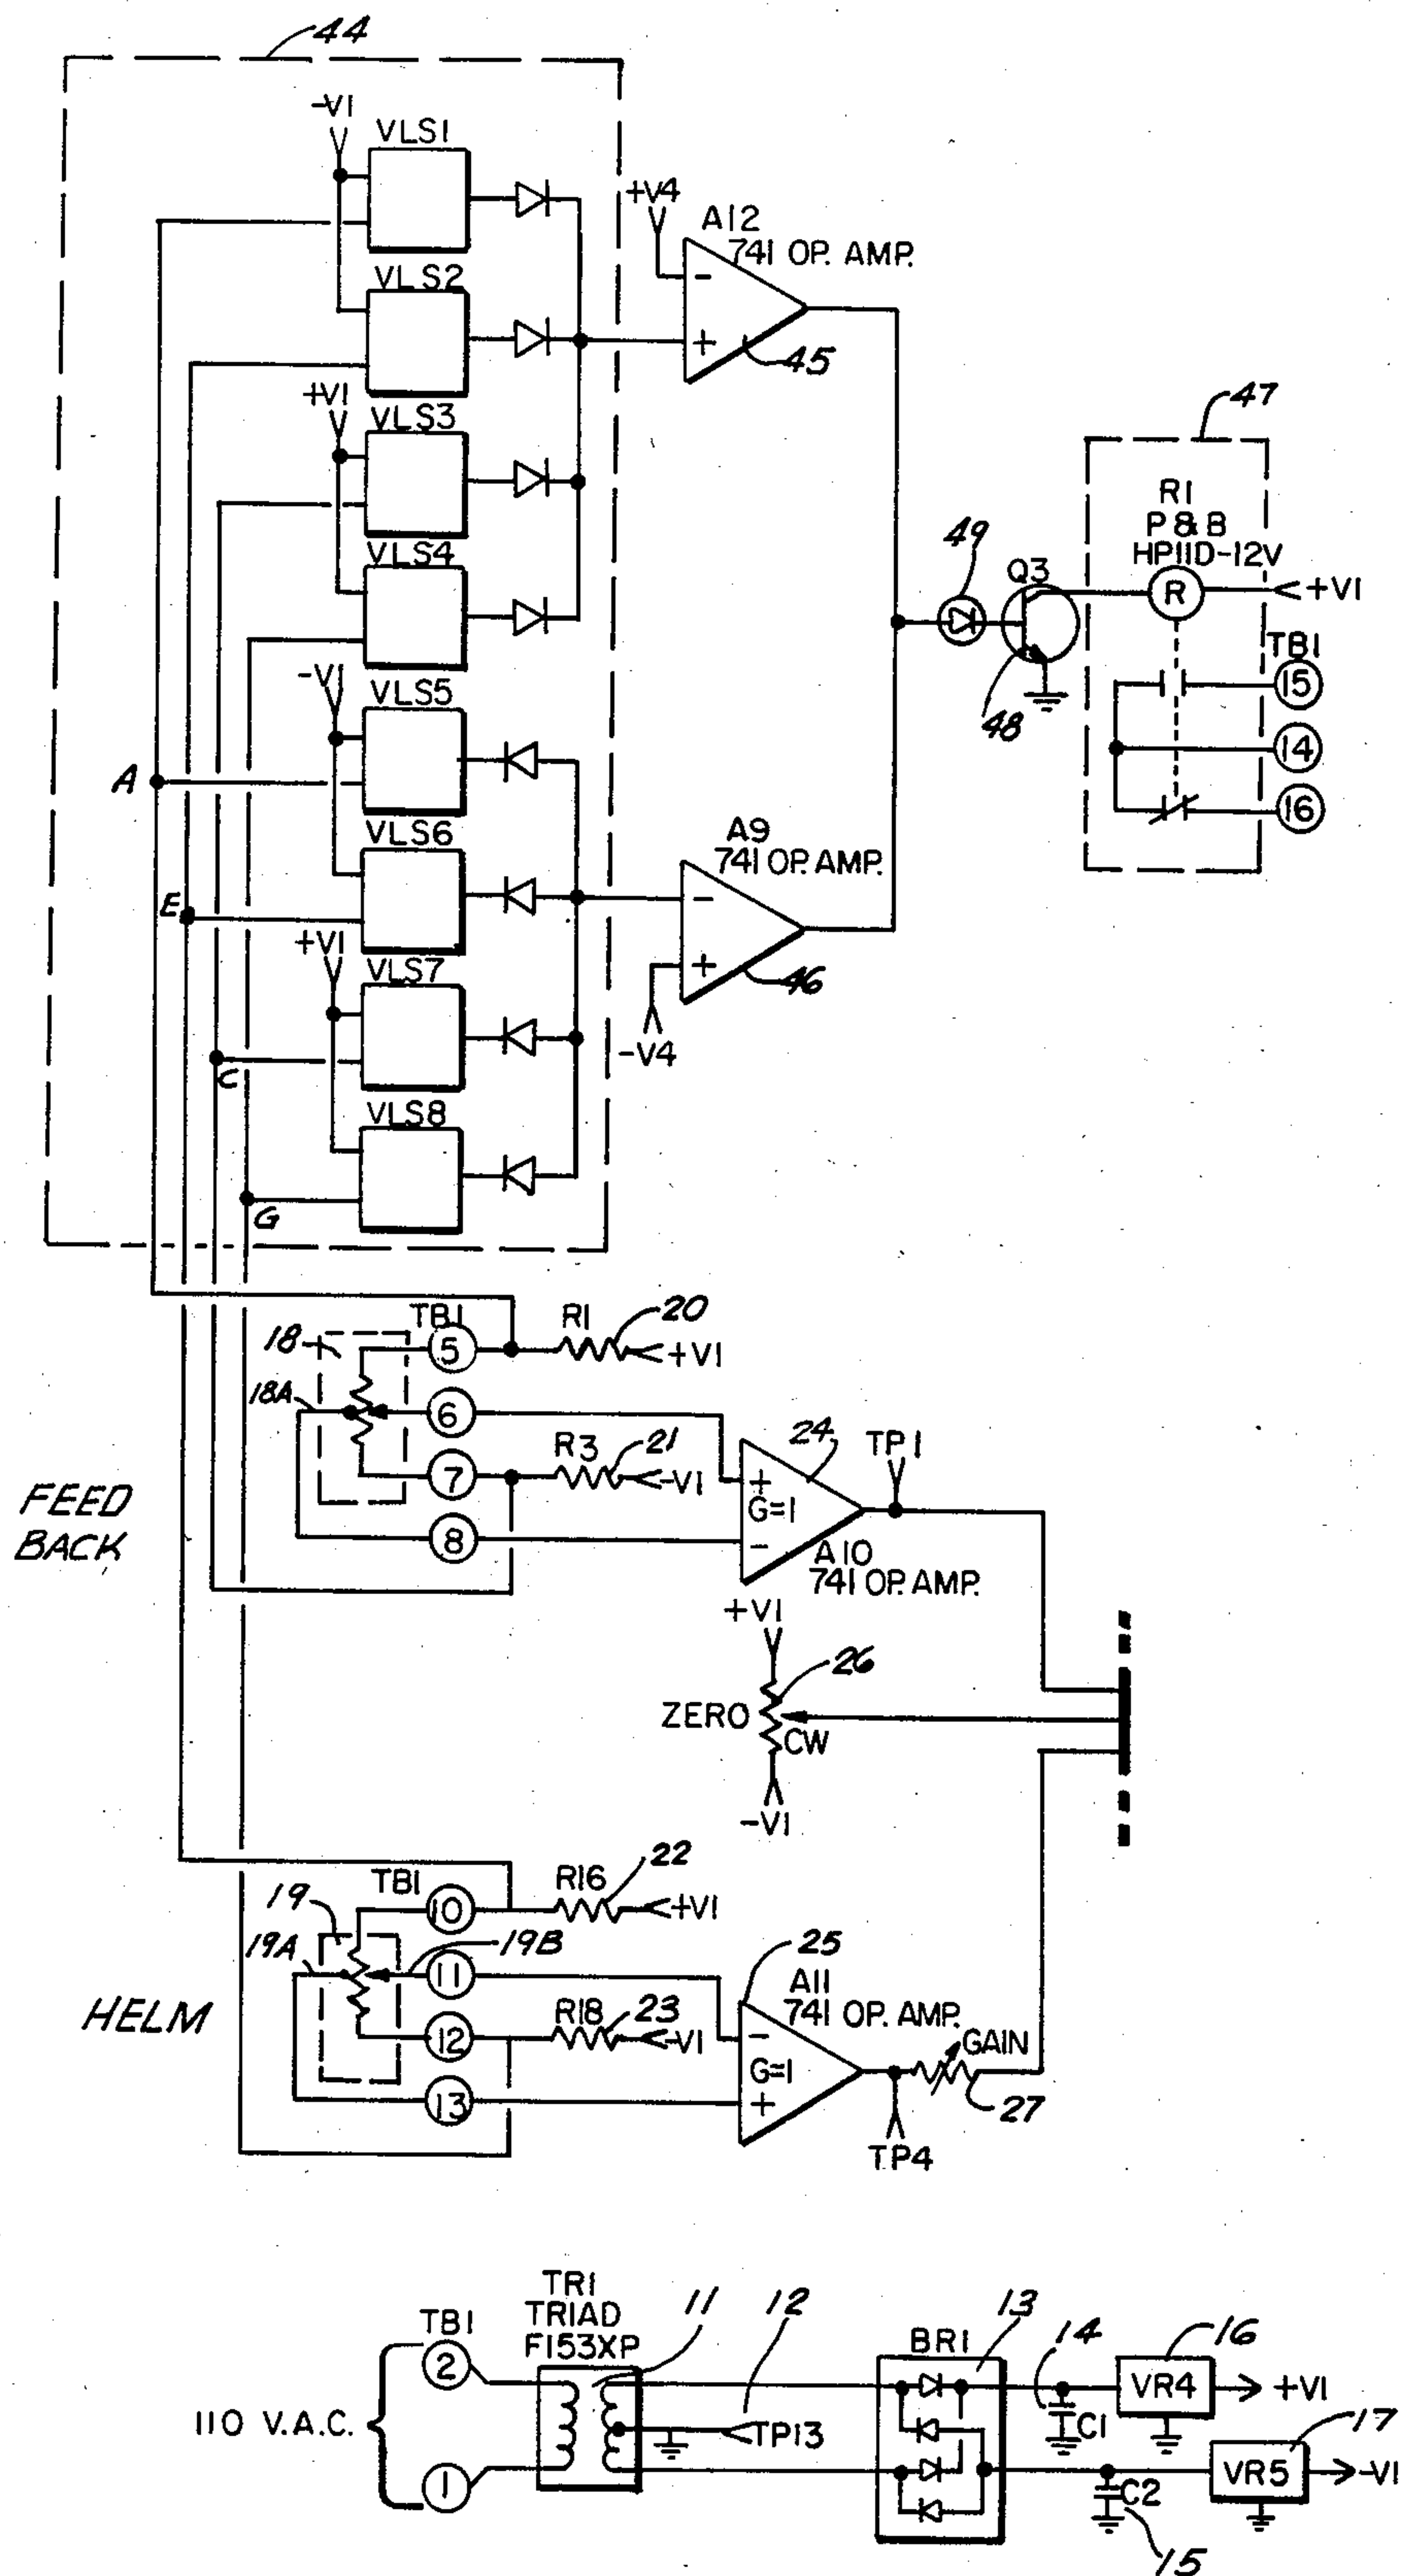 44
-V1
VLS1
+V4
A12
741 OP. AMP.
-
+
45
VLS2
+V1
VLS3
47
R1
P & B
HP11D-12V
49
Q3
R
+V1
VLS4
TB1
15
48
14
16
-V1
VLS5
A
VLS6
A9
741 OP. AMP.
-
+
46
E
+V1
VLS7
-V4
C
VLS8
G
TB1
R1
20
18
5
+V1
18A
6
R3
21
7
-V1
24
TP1
+
G=1
-
8
A10
741 OP. AMP.
FEED
BACK
+V1
26
ZERO
CW
-V1
TB1
R16
22
19
10
+V1
19A
19B
11
25
A11
741 OP. AMP.
HELM
R18
23
12
-V1
-
G=1
+
GAIN
13
27
TP4
TR1
TRIAD
F153XP
11
12
13
TB1
2
BR1
14
16
VR4
+V1
110 V.A.C.
TP13
C1
17
1
VR5
-V1
C2
15